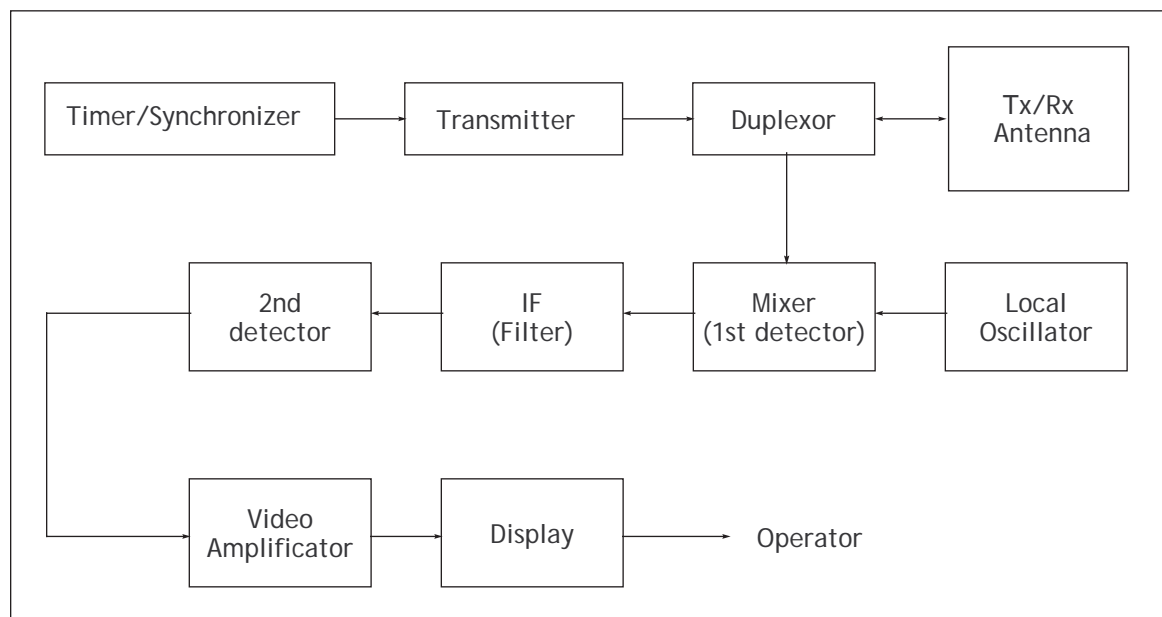 Timer/Synchronizer
Transmitter
Duplexor
Tx/Rx
Antenna
2nd
detector
IF
(Filter)
Mixer
(1st detector)
Local
Oscillator
Video
Amplificator
Display
Operator